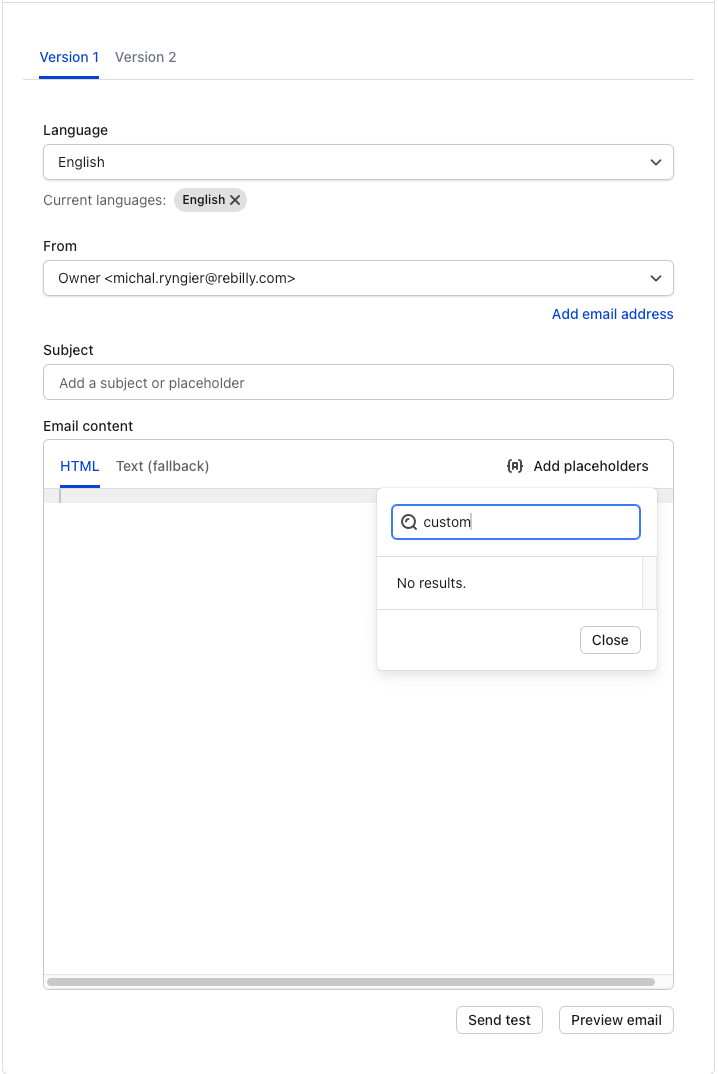 Version 1 Version 2
Language
English
Current languages: English
From
Owner <michal.ryngier@rebilly.com>
Add email address
Subject
Add a subject or placeholder
Email content
HTML Text (fallback) Add placeholders
custom
No results.
Close
Send test Preview email